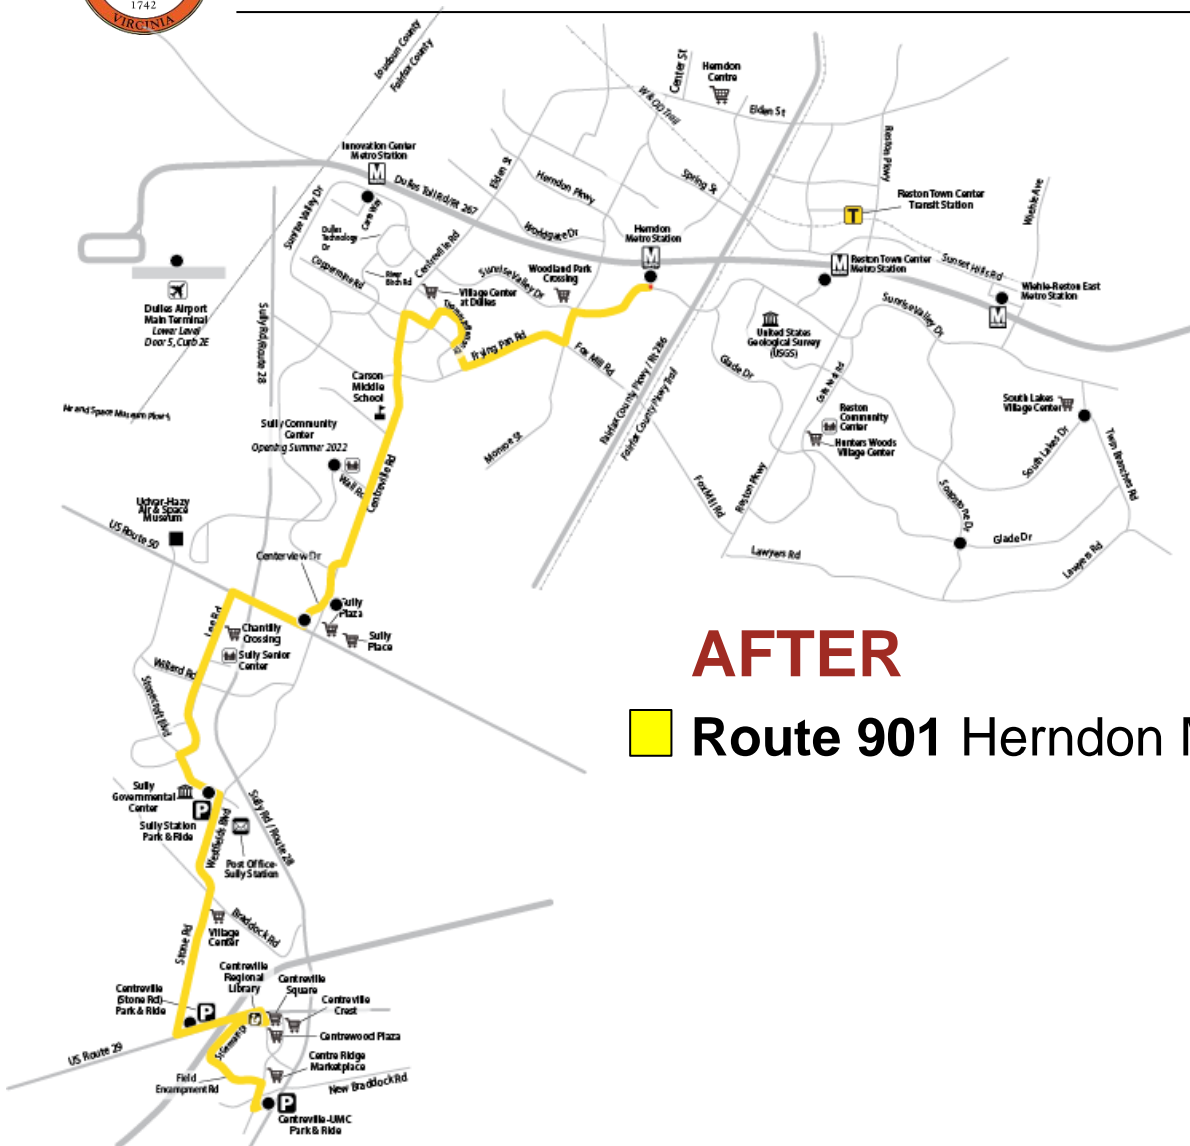 1742
VIRGINIA
Loudoun County
Fairfax County
Center St
Herndon
Centre
W & OD Trail
Elden St
Reston Pkwy
Innovation Center
Metro Station
M
Dulles Toll Rd/Rt 267
Elden St
Herndon Pkwy
Spring St
Reston Town Center
Transit Station
T
Wiehle Ave
Sunrise Valley Dr
Dulles
Technology
Dr
Centreville Rd
Worldgate Dr
Herndon
Metro Station
M
M
Reston Town Center
Metro Station
Sunset Hills Rd
Coppermine Rd
River
Birch Rd
Sunrise Valley Dr
Woodland Park
Crossing
Village Center
at Dulles
Wiehle-Reston East
Metro Station
M
Dulles Airport
Main Terminal
Lower Level
Door 5, Curb 2E
Sully Rd/Route 28
Frying Pan Rd
Fox Mill Rd
United States
Geological Survey
(USGS)
Sunrise Valley Dr
Glade Dr
Carson
Middle
School
Fairfax County Pkwy / Rt 286
Fairfax County Pkwy Trail
Reston
Community
Center
Hunters Woods
Village Center
South Lakes
Village Center
South Lakes Dr
Twin Branches Rd
Sully Community
Center
Opening Summer 2022
Wall Rd
Centreville Rd
Monroe St
Fox Mill Rd
Reston Pkwy
Soapstone Dr
Udvar-Hazy
Air & Space
Museum
US Route 50
Centerview Dr
Lawyers Rd
Glade Dr
Lawyers Rd
Lee Rd
Sully
Plaza
Chantilly
Crossing
Sully
Place
Sully Senior
Center
Willard Rd
Stonecroft Blvd
AFTER
Route 901 Herndon
Sully
Governmental
Center
P
Sully Station
Park & Ride
Westfields Blvd
Sully Rd / Route 28
Post Office-
Sully Station
Stone Rd
Village
Center
Braddock Rd
Centreville
Regional
Library
Centreville
Square
Centreville
(Stone Rd)
Park & Ride
P
Centreville
Crest
Centrewood Plaza
US Route 29
Centre Ridge
Marketplace
Field
Encampment Rd
New Braddock Rd
P
Centreville-UMC
Park & Ride